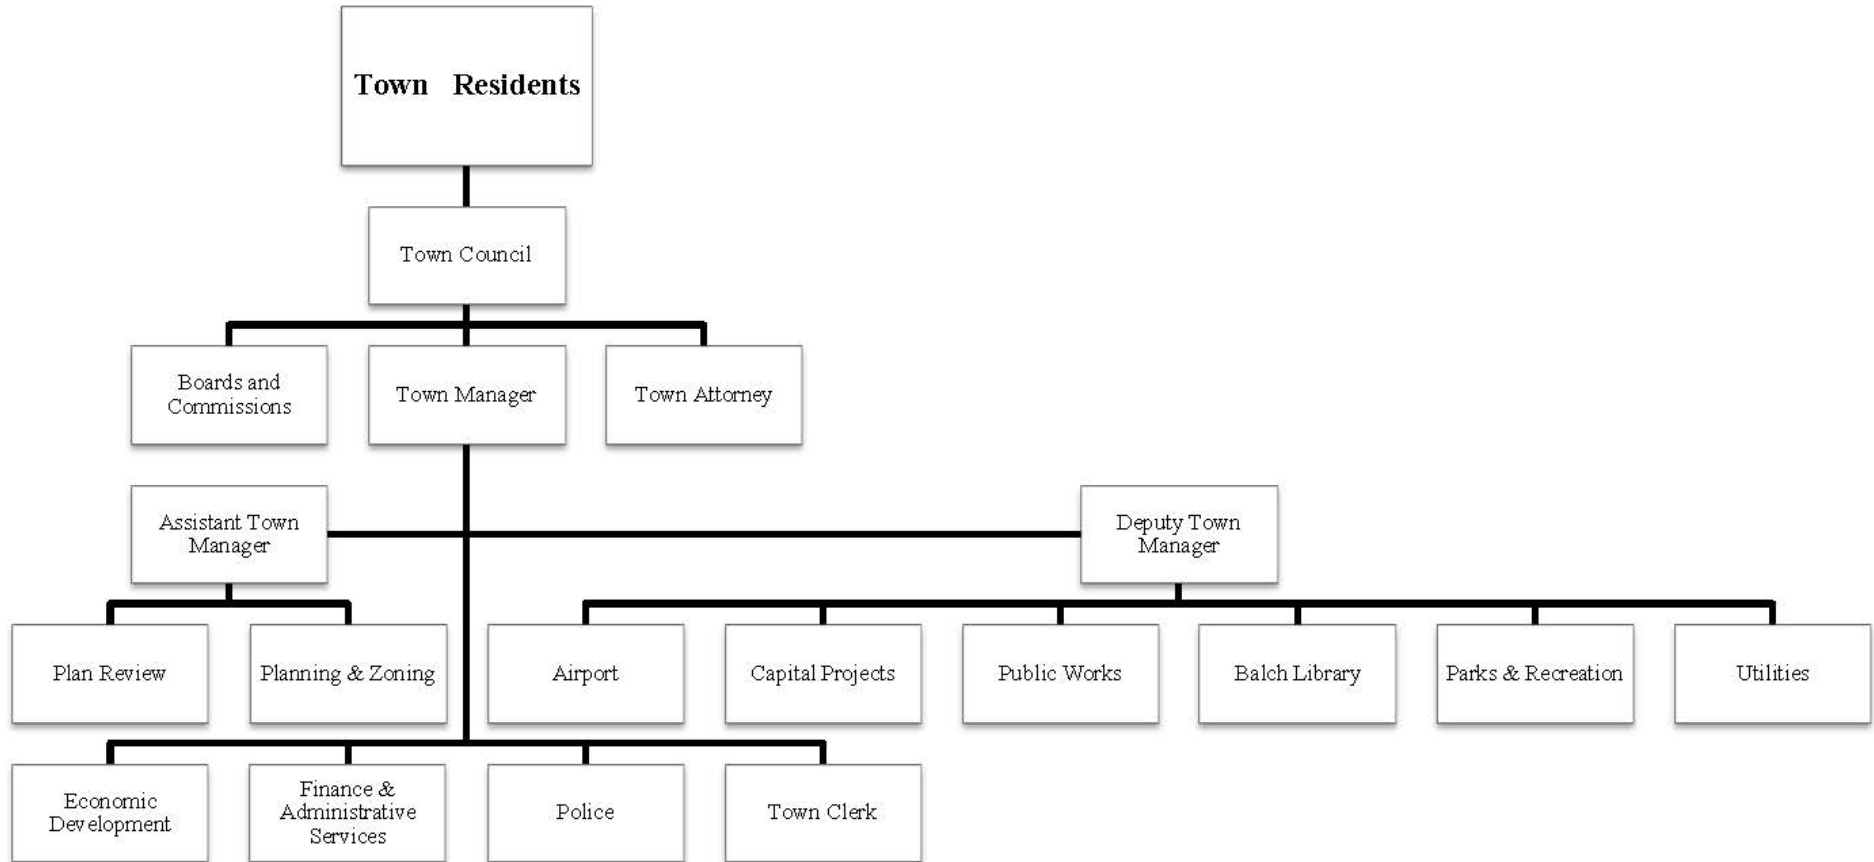 Town Residents
Town Council
Boards and
Commissions
Town Manager
Town Attorney
Assistant Town
Manager
Deputy Town
Manager
Plan Review
Planning & Zoning
Airport
Capital Projects
Public Works
Balch Library
Parks & Recreation
Utilities
Economic
Development
Finance &
Administrative
Services
Police
Town Clerk